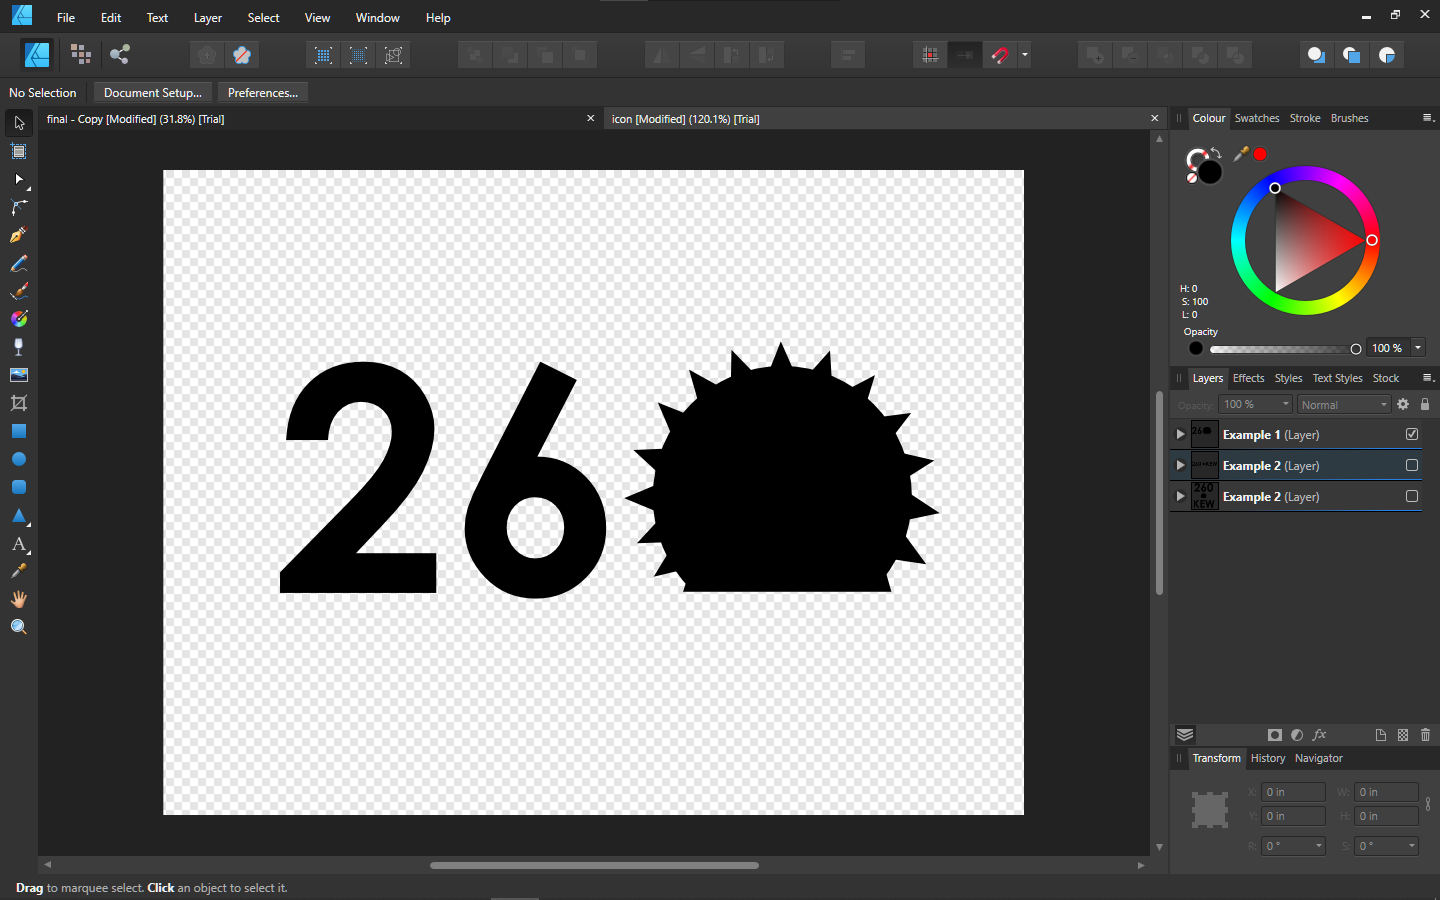 File Edit Text Layer Select View Window Help
No Selection Document Setup... Preferences...
final - Copy [Modified] (31.8%) [Trial]
icon [Modified] (120.1%) [Trial]
26
Colour Swatches Stroke Brushes
H: 0
S: 100
L: 0
Opacity
100 %
Layers Effects Styles Text Styles Stock
Opacity: 100 % Normal
Example 1 (Layer)
Example 2 (Layer)
260
KEW
Example 2 (Layer)
fx
Transform History Navigator
X: 0 in W: 0 in
Y: 0 in H: 0 in
R: 0 ° S: 0 °
Drag to marquee select. Click an object to select it.